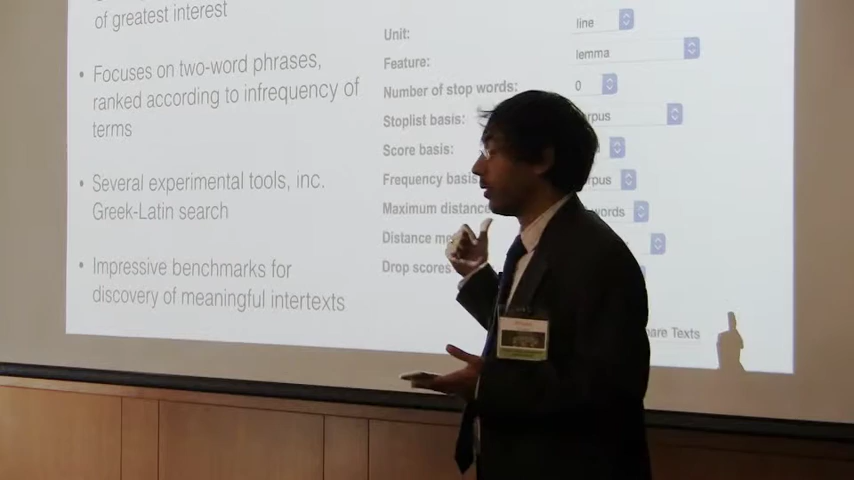 of greatest interest
• Focuses on two-word phrases,
ranked according to infrequency of
terms
• Several experimental tools, inc.
Greek-Latin search
• Impressive benchmarks for
discovery of meaningful intertexts
Unit: line
Feature: lemma
Number of stop words: 0
Stoplist basis:
Score basis:
Frequency basis
Maximum distance words
Distance
Drop scores
Texts